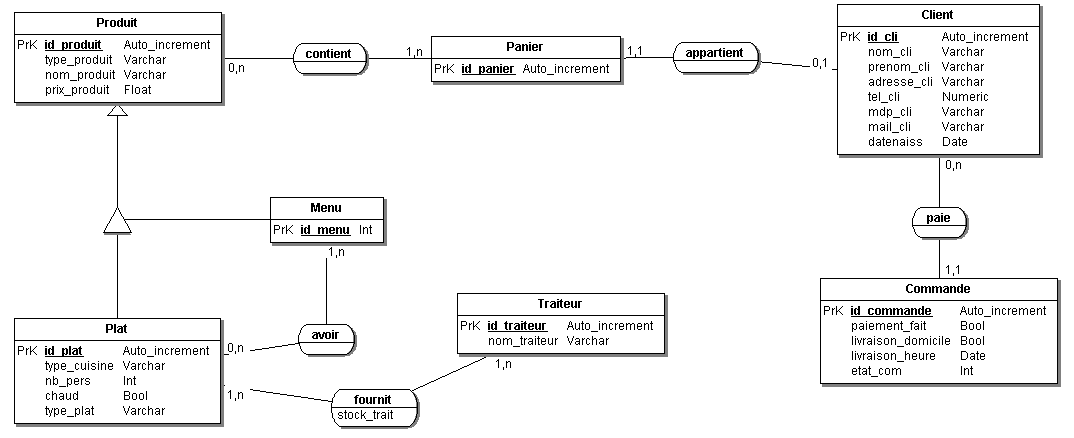 Produit
PrK id_produit Auto_increment
type_produit Varchar
nom_produit Varchar
prix_produit Float
0,n
contient
1,n
Panier
PrK id_panier Auto_increment
1,1
appartient
0,1
Client
PrK id_cli Auto_increment
nom_cli Varchar
prenom_cli Varchar
adresse_cli Varchar
tel_cli Numeric
mdp_cli Varchar
mail_cli Varchar
datenaiss Date
0,n
paie
1,1
Commande
PrK id_commande Auto_increment
paiement_fait Bool
livraison_domicile Bool
livraison_heure Date
etat_com Int
Menu
PrK id_menu Int
1,n
avoir
0,n
Plat
PrK id_plat Auto_increment
type_cuisine Varchar
nb_pers Int
chaud Bool
type_plat Varchar
1,n
fournit
stock_trait
1,n
Traiteur
PrK id_traiteur Auto_increment
nom_traiteur Varchar